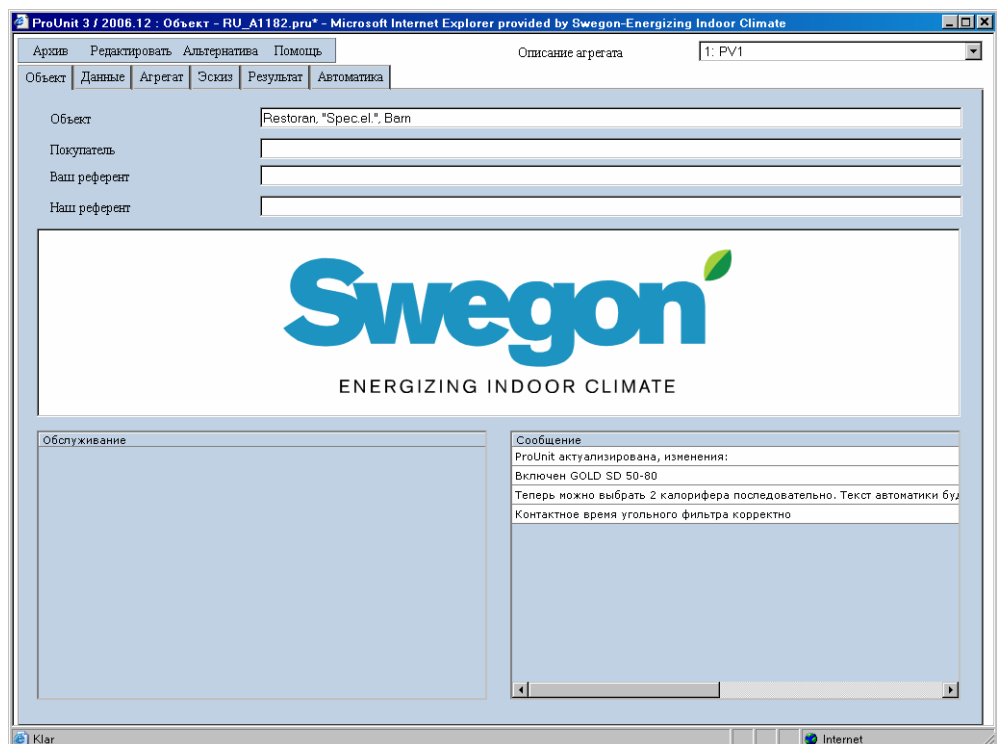 ProUnit 3 / 2006.12 : Объект - RU_A1182.pru* - Microsoft Internet Explorer provided by Swegon-Energizing Indoor Climate
Архив Редактировать Альтернатива Помощь
Описание агрегата 1: PV1
Объект Данные Агрегат Эскиз Результат Автоматика
Объект Restoran, "Spec.el.", Barn
Покупатель
Ваш референт
Наш референт
Swegon
ENERGIZING INDOOR CLIMATE
Обслуживание
Сообщение
ProUnit актуализирована, изменения:
Включен GOLD SD 50-80
Теперь можно выбрать 2 калорифера последовательно. Текст автоматики буд
Контактное время угольного фильтра корректно
Klar
Internet